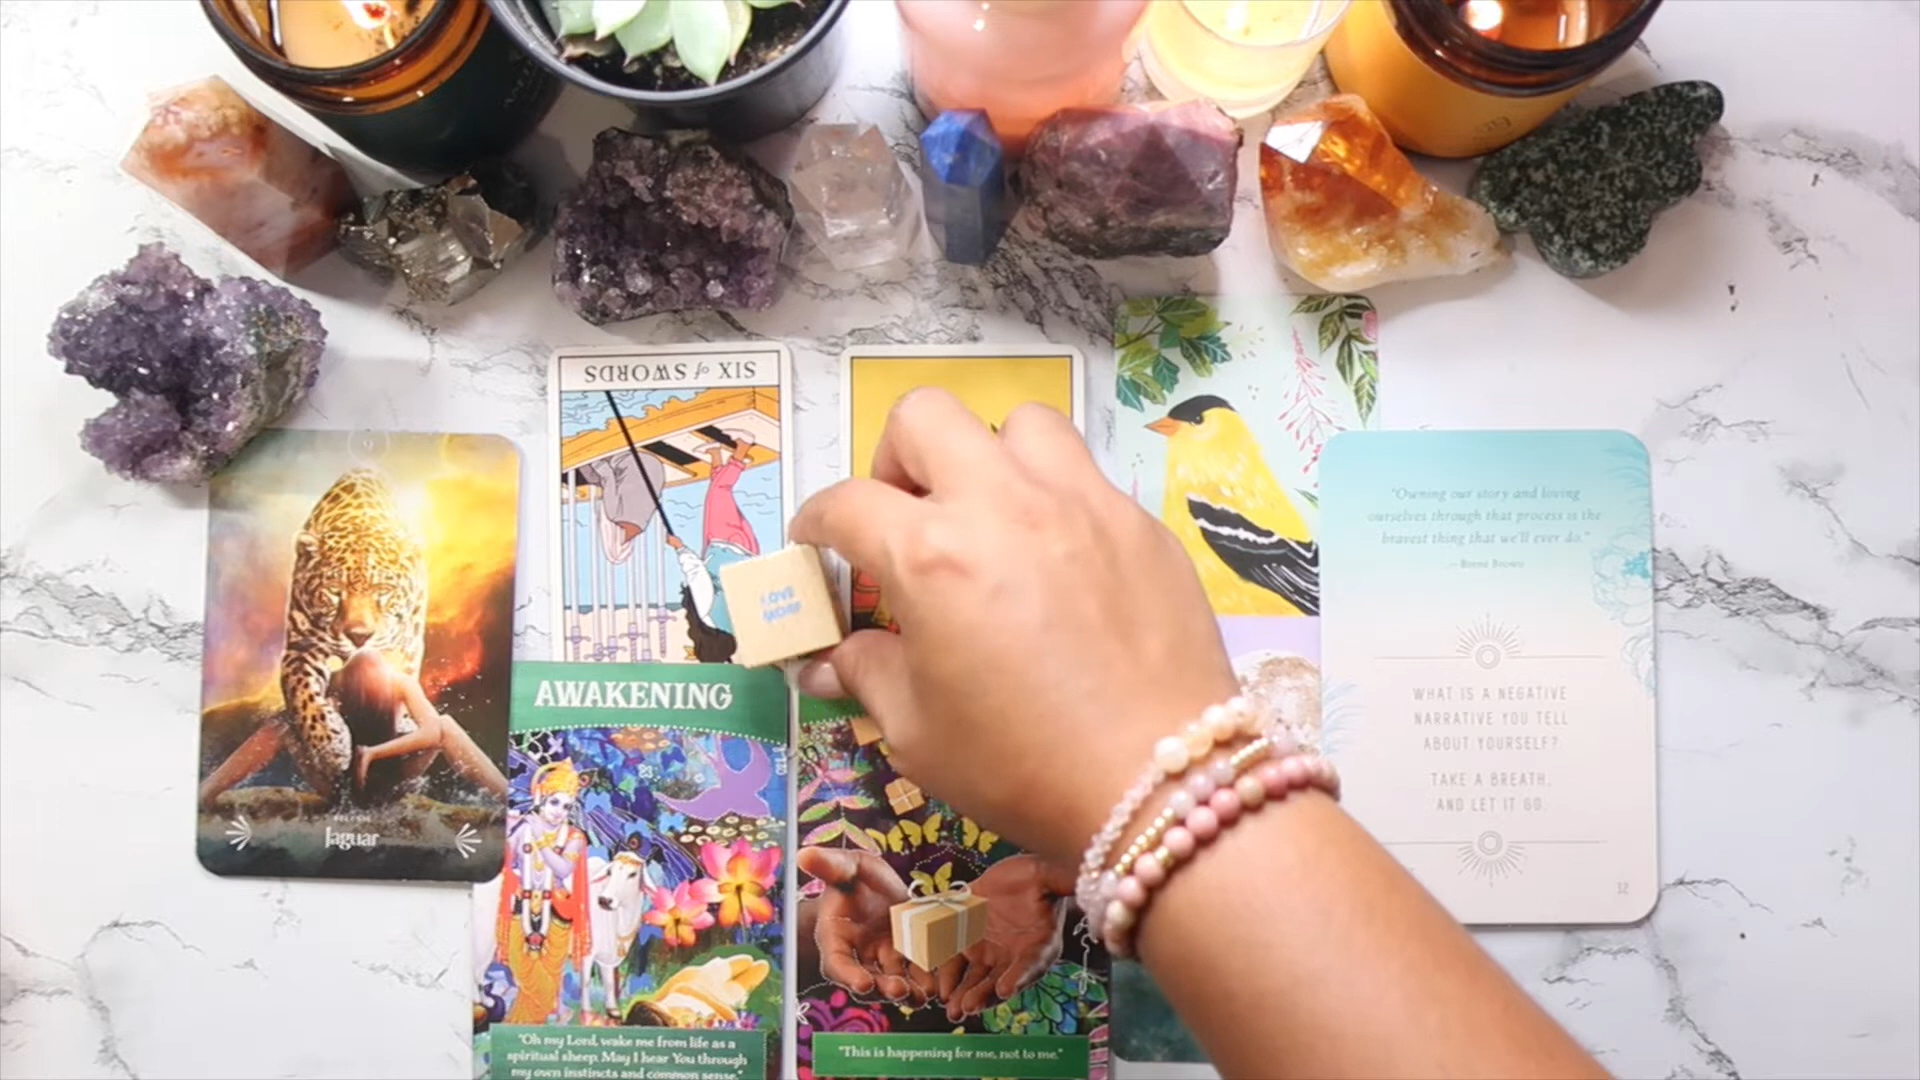 SIX of SWORDS
LOVE
MORE
AWAKENING
Jaguar
"Oh my Lord, wake me from life as a
spiritual sheep. May I hear You through
my own instincts and common sense."
"This is happening for me, not to me."
"Owning our story and loving
ourselves through that process is the
bravest thing that we'll ever do."
— Brené Brown
WHAT IS A NEGATIVE
NARRATIVE YOU TELL
ABOUT YOURSELF?
TAKE A BREATH,
AND LET IT GO.
32